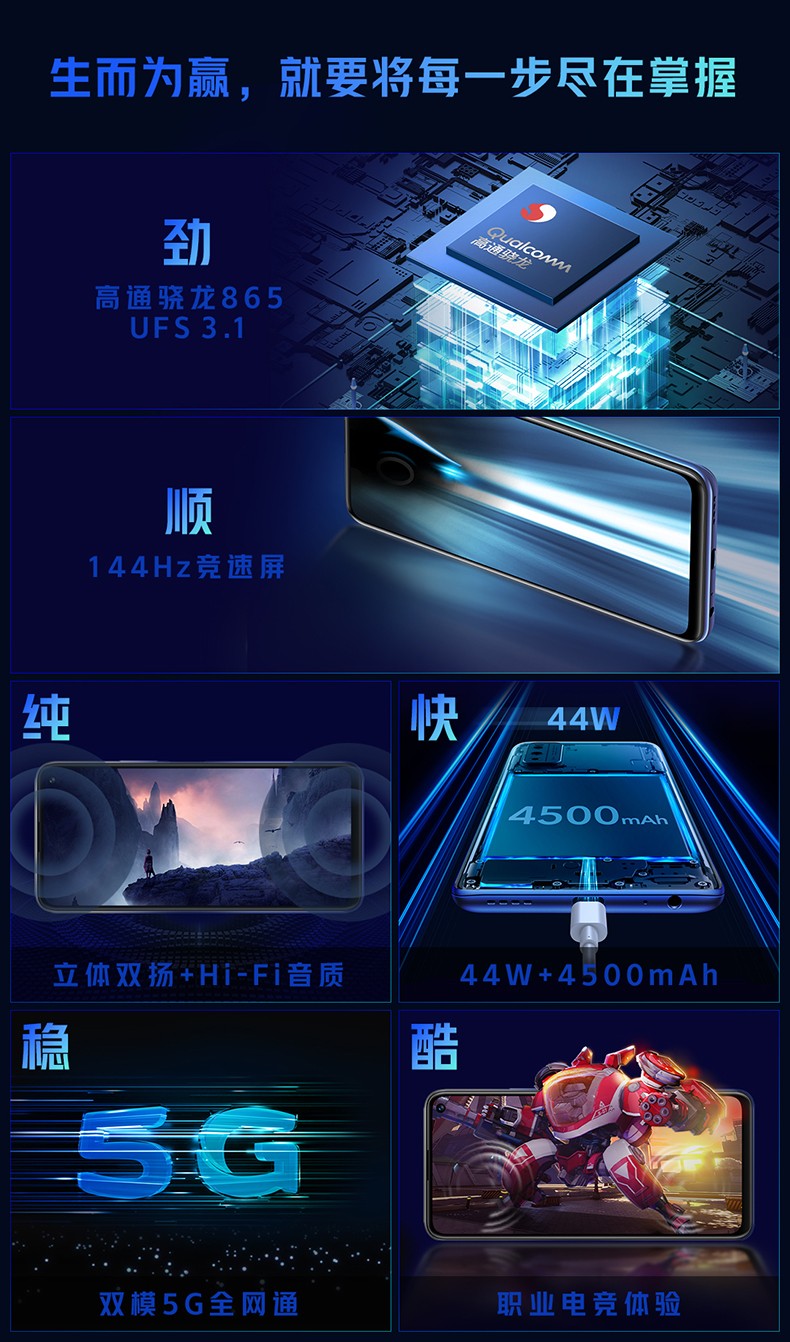 生而为赢，就要将每一步尽在掌握
劲
高通骁龙865
UFS 3.1
Qualcomm
高通骁龙
顺
144Hz竞速屏
纯
立体双扬+Hi-Fi音质
快
44W
4500mAh
44W+4500mAh
稳
5G
双模5G全网通
酷
职业电竞体验